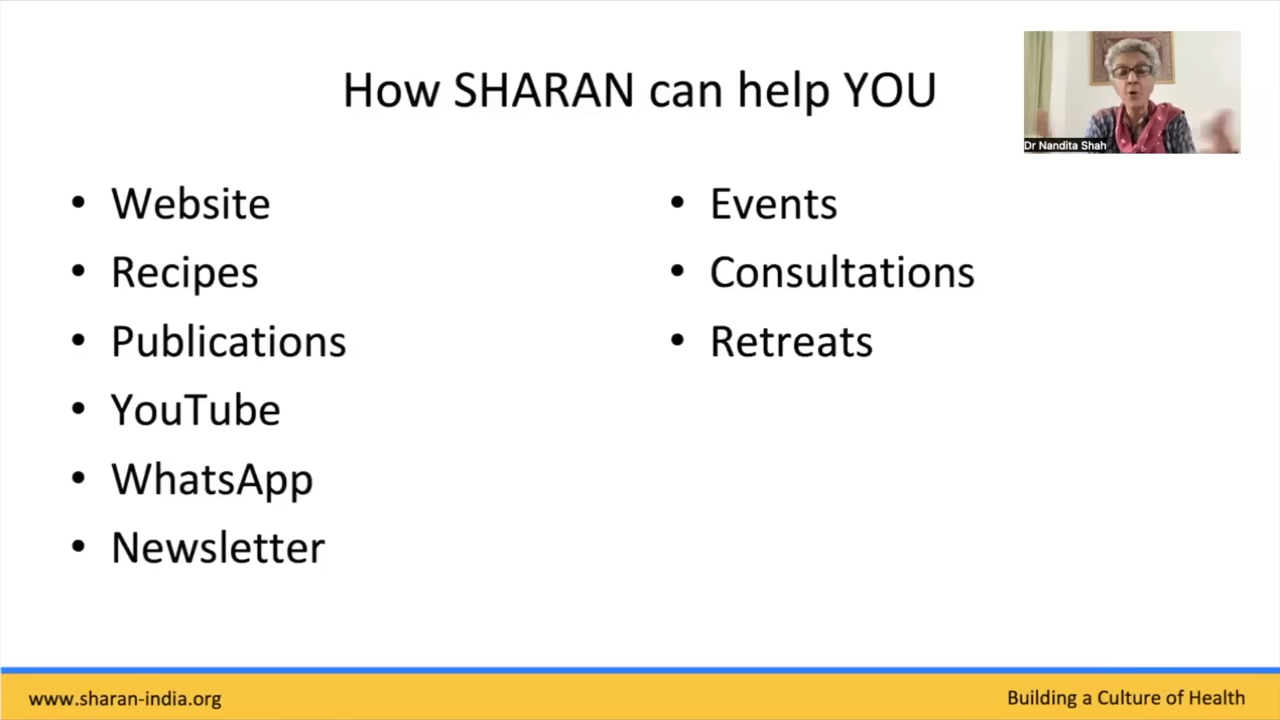 How SHARAN can help YOU
Dr Nandita Shah
• Website
• Recipes
• Publications
• YouTube
• WhatsApp
• Newsletter
• Events
• Consultations
• Retreats
www.sharan-india.org
Building a Culture of Health